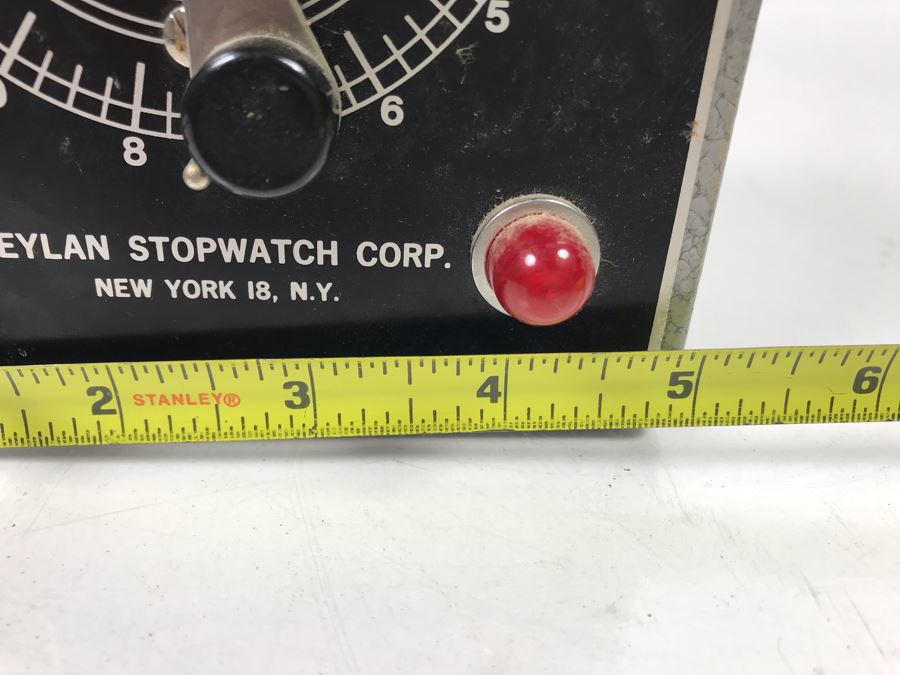 5
6
8
EYLAN STOPWATCH CORP.
NEW YORK 18, N.Y.
2 STANLEY® 3 4 5 6